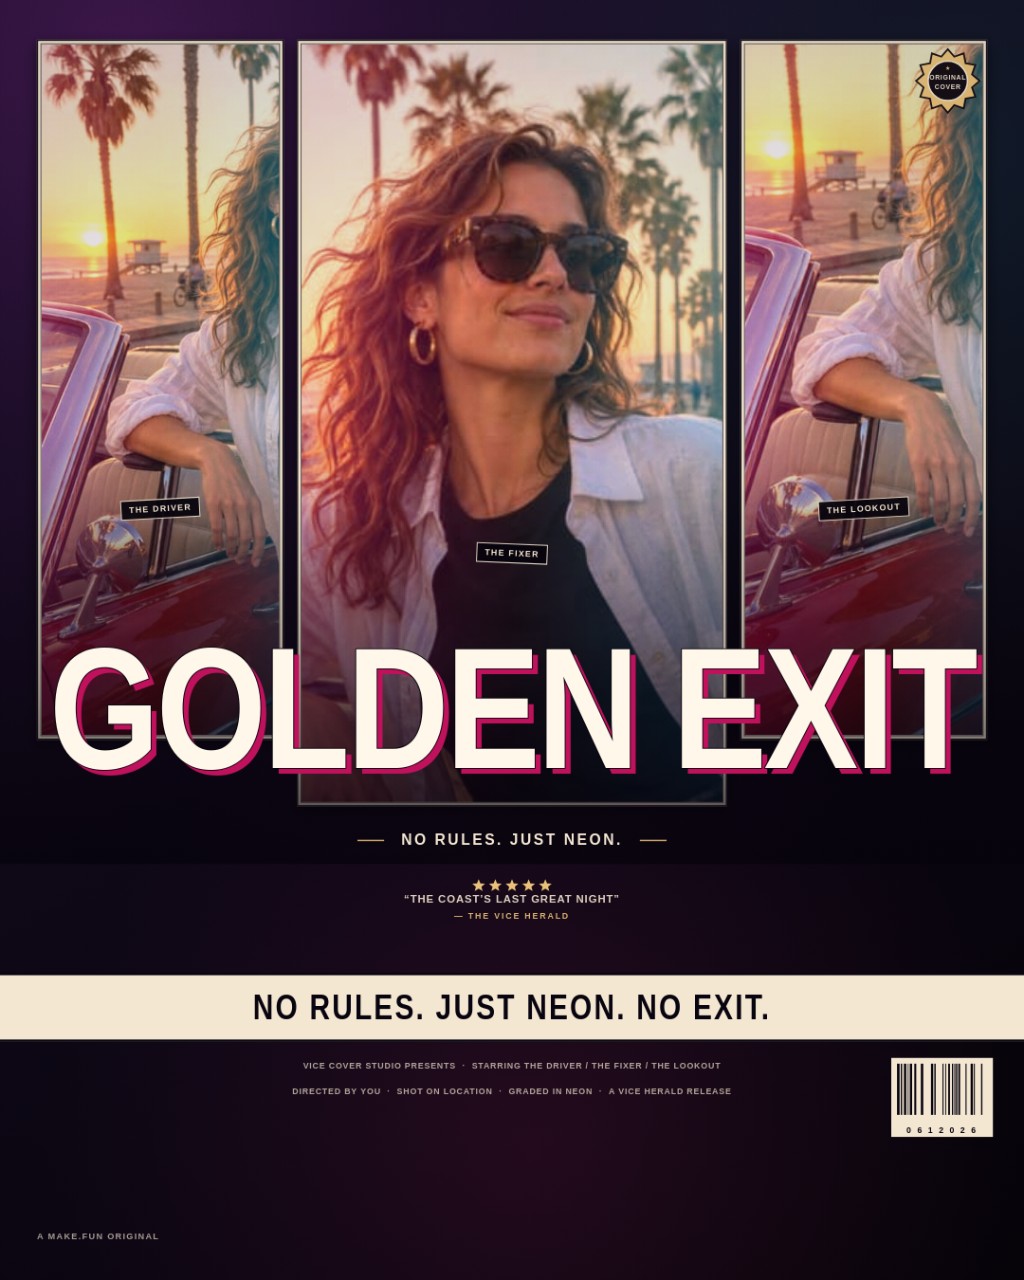 ORIGINAL
COVER
THE DRIVER
THE LOOKOUT
THE FIXER
GOLDEN EXIT
NO RULES. JUST NEON.
“THE COAST’S LAST GREAT NIGHT”
— THE VICE HERALD
NO RULES. JUST NEON. NO EXIT.
VICE COVER STUDIO PRESENTS · STARRING THE DRIVER / THE FIXER / THE LOOKOUT
DIRECTED BY YOU · SHOT ON LOCATION · GRADED IN NEON · A VICE HERALD RELEASE
0612026
A MAKE.FUN ORIGINAL